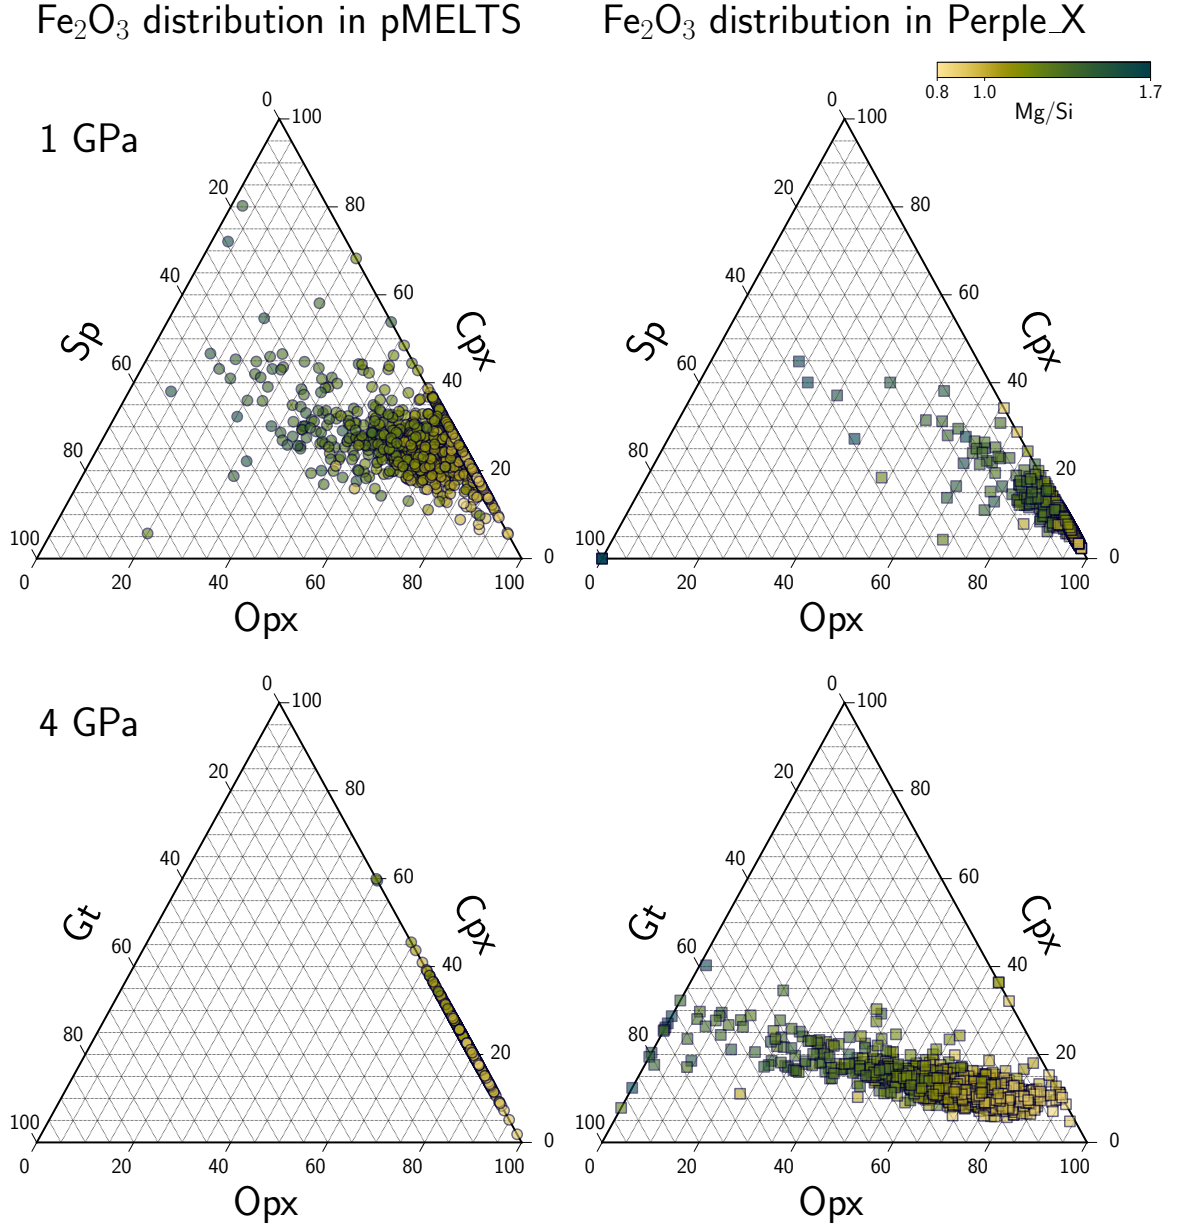 Fe₂O₃ distribution in pMELTS
Fe₂O₃ distribution in Perple_X
0.8 1.0 1.7
Mg/Si
1 GPa
0 100
20 80
40 60
Sp Cpx
60 40
80 20
100 0
0 20 40 60 80 100
Opx
0 100
20 80
40 60
Sp Cpx
60 40
80 20
100 0
0 20 40 60 80 100
Opx
4 GPa
0 100
20 80
40 60
Gt Cpx
60 40
80 20
100 0
0 20 40 60 80 100
Opx
0 100
20 80
40 60
Gt Cpx
60 40
80 20
100 0
0 20 40 60 80 100
Opx